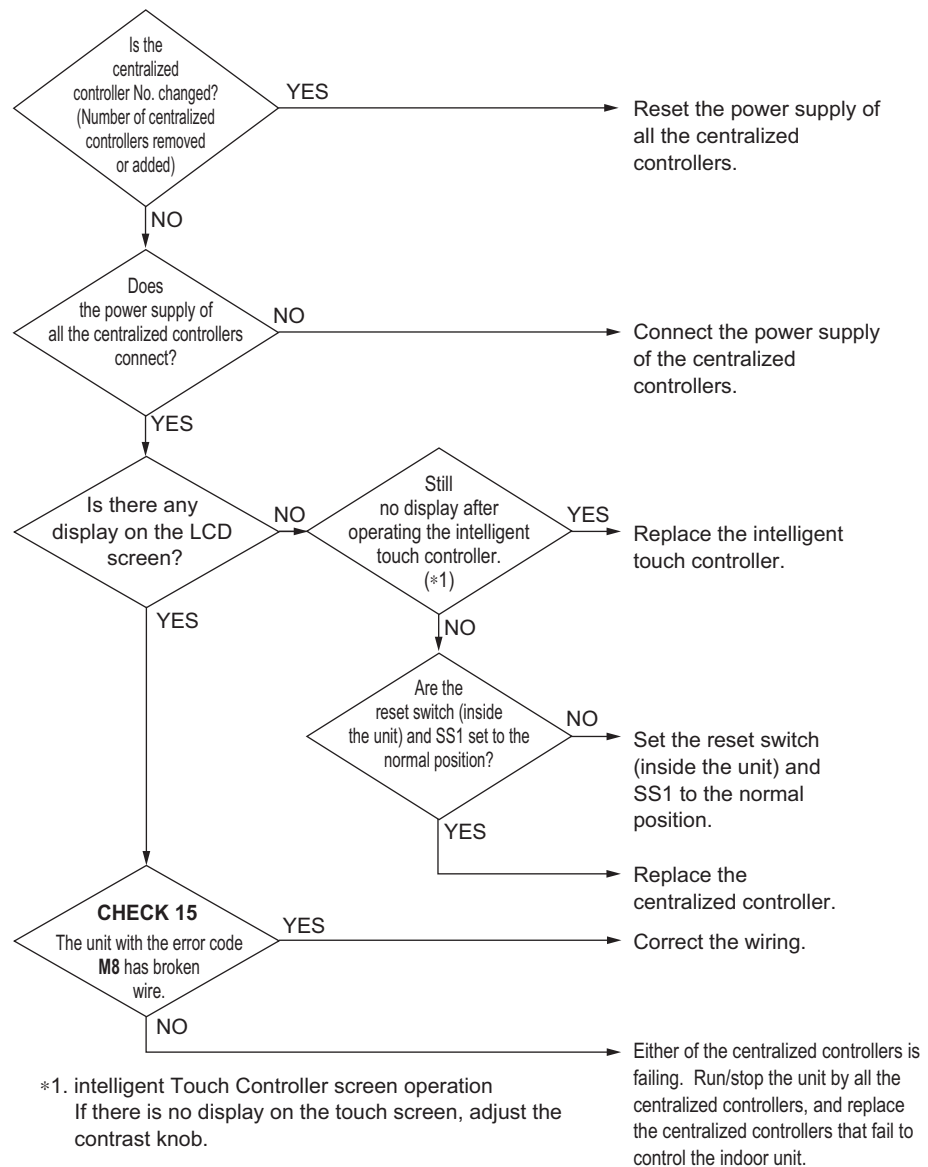 Is the
centralized
controller No. changed?
(Number of centralized
controllers removed
or added)
YES
Reset the power supply of
all the centralized
controllers.
NO
Does
the power supply of
all the centralized controllers
connect?
NO
Connect the power supply
of the centralized
controllers.
YES
Is there any
display on the LCD
screen?
NO
Still
no display after
operating the intelligent
touch controller.
(*1)
YES
Replace the intelligent
touch controller.
YES
NO
Are the
reset switch (inside
the unit) and SS1 set to the
normal position?
NO
Set the reset switch
(inside the unit) and
SS1 to the normal
position.
YES
Replace the
centralized controller.
CHECK 15
The unit with the error code
M8 has broken
wire.
YES
Correct the wiring.
NO
Either of the centralized controllers is
failing. Run/stop the unit by all the
centralized controllers, and replace
the centralized controllers that fail to
control the indoor unit.
*1. intelligent Touch Controller screen operation
If there is no display on the touch screen, adjust the
contrast knob.